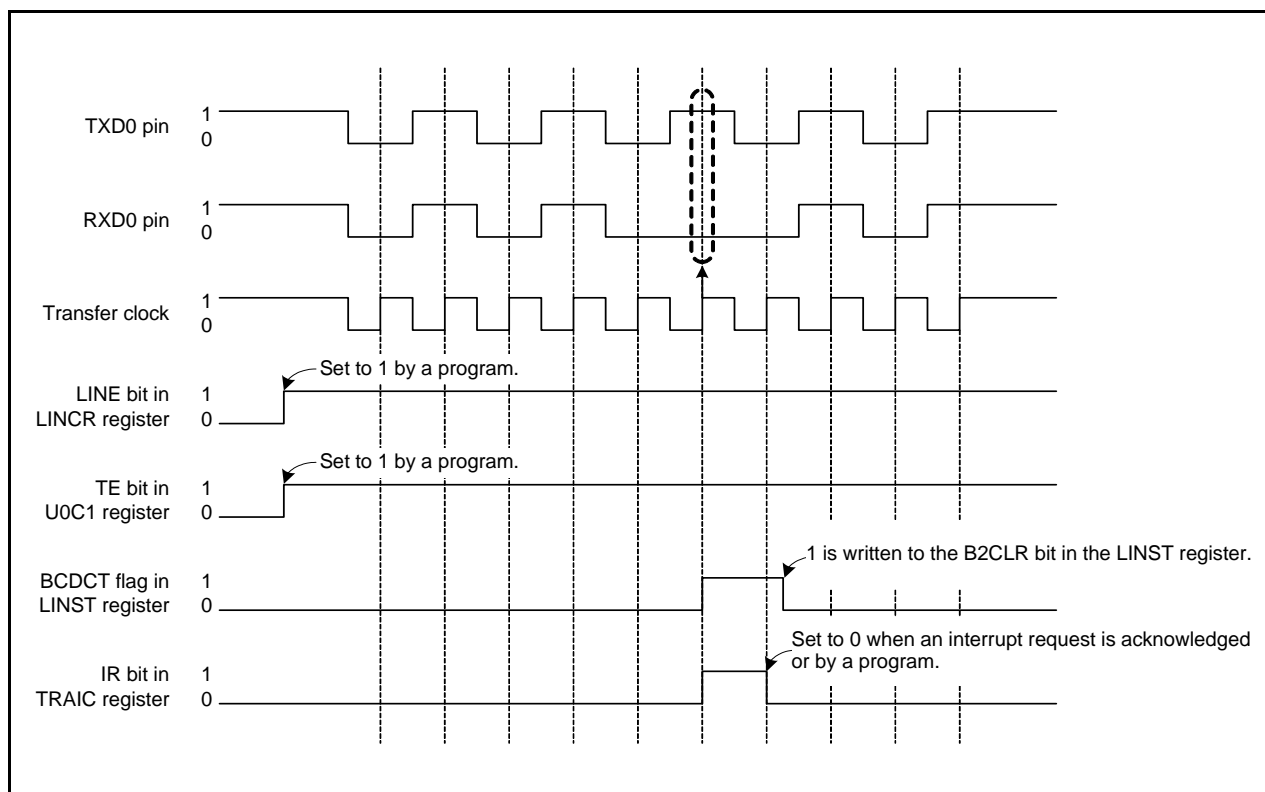 TXD0 pin
1
0
RXD0 pin
1
0
Transfer clock
1
0
Set to 1 by a program.
LINE bit in
LINCR register
1
0
Set to 1 by a program.
TE bit in
U0C1 register
1
0
1 is written to the B2CLR bit in the LINST register.
BCDCT flag in
LINST register
1
0
Set to 0 when an interrupt request is acknowledged
or by a program.
IR bit in
TRAIC register
1
0